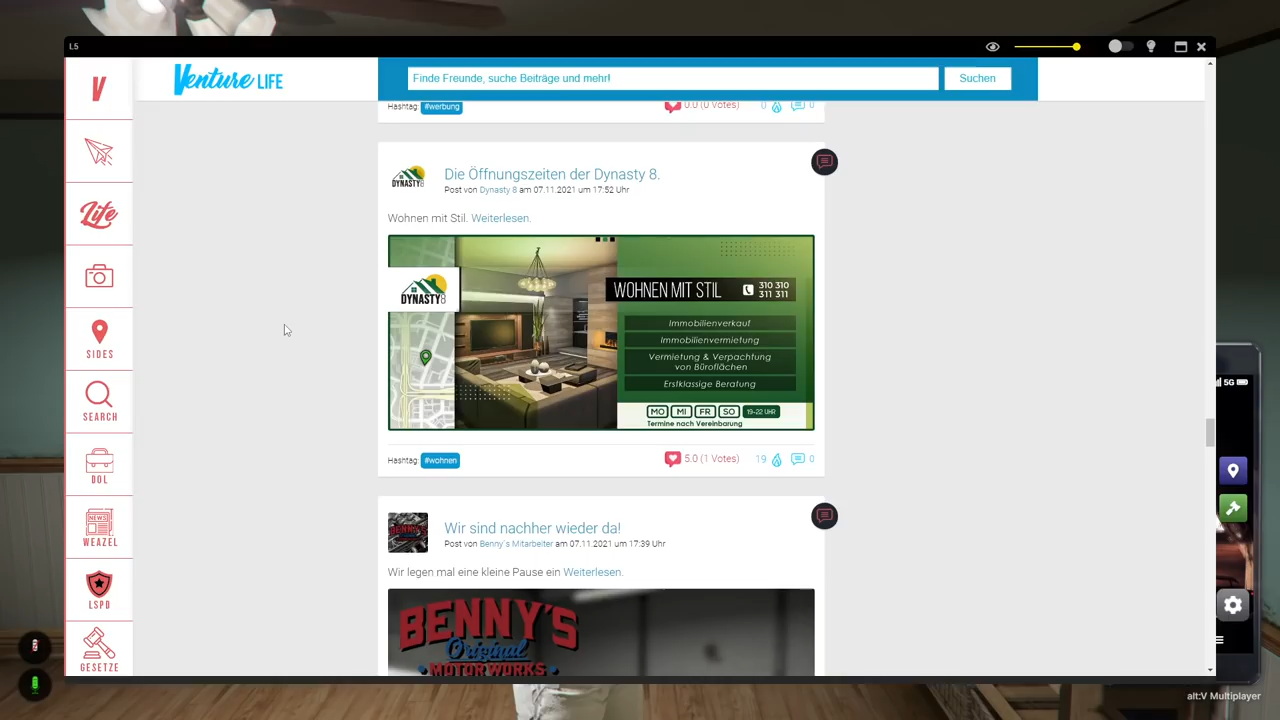 L5
V
Venture LIFE
Finde Freunde, suche Beiträge und mehr!
Suchen
Life
SIDES
SEARCH
DOL
NEWS
WEAZEL
LSPD
GESETZE
Hashtag: #werbung
0.0 (0 Votes) 0 0
Die Öffnungszeiten der Dynasty 8.
Post von Dynasty 8 am 07.11.2021 um 17:52 Uhr
Wohnen mit Stil. Weiterlesen.
DYNASTY8
DYNASTY8
WOHNEN MIT STIL
310 310
311 311
Immobilienverkauf
Immobilienvermietung
Vermietung & Verpachtung
von Büroflächen
Erstklassige Beratung
MO MI FR SO 19-22 UHR
Termine nach Vereinbarung
Hashtag: #wohnen
5.0 (1 Votes) 19 0
Wir sind nachher wieder da!
Post von Benny´s Mitarbeiter am 07.11.2021 um 17:39 Uhr
Wir legen mal eine kleine Pause ein Weiterlesen.
BENNY'S
BENNY'S
Original
MOTOR WORKS
5G
alt:V Multiplayer